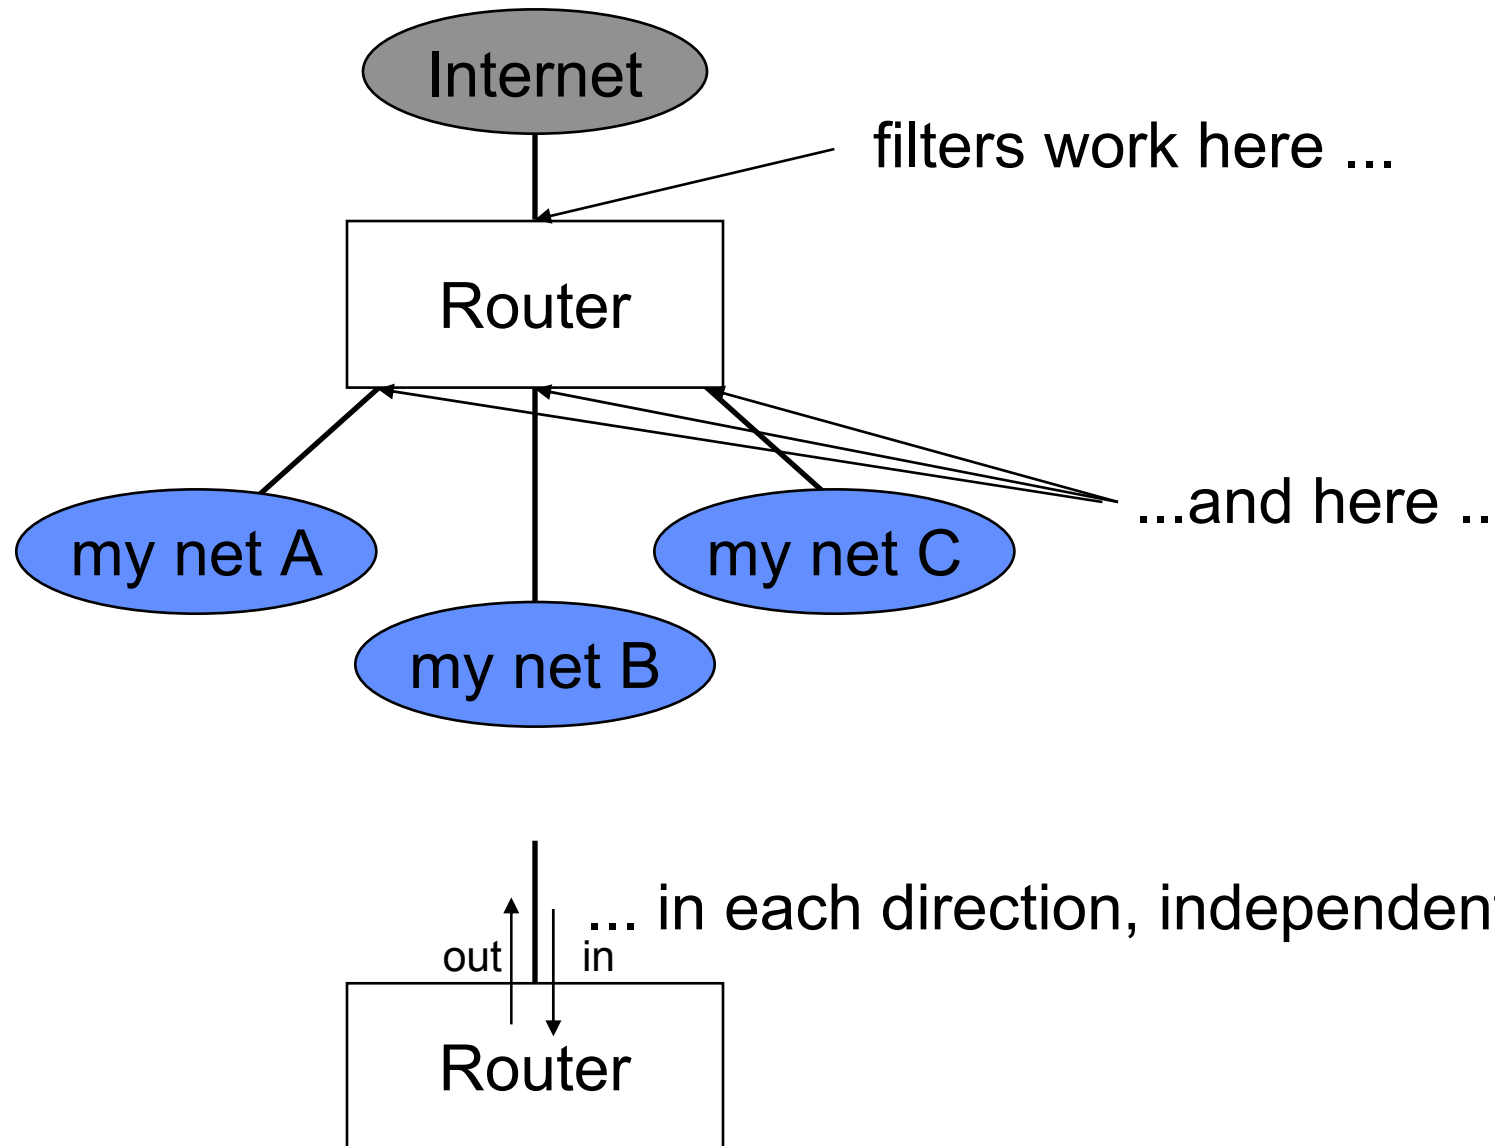 Internet
filters work here ...
Router
...and here ..
my net A
my net C
my net B
... in each direction, independent
out
in
Router